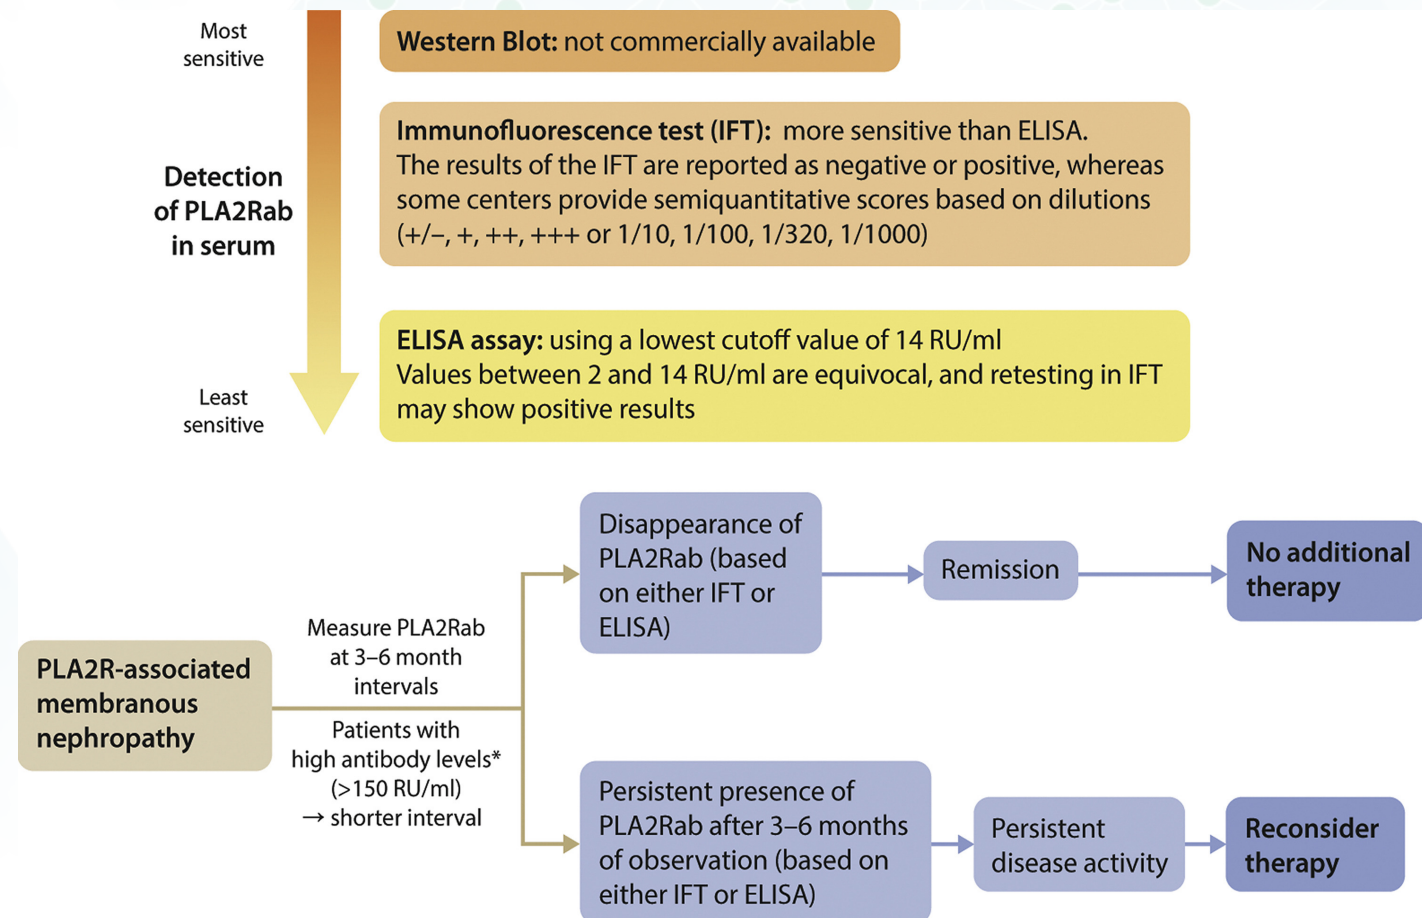 Most
sensitive
Western Blot: not commercially available
Immunofluorescence test (IFT): more sensitive than ELISA.
The results of the IFT are reported as negative or positive, whereas
some centers provide semiquantitative scores based on dilutions
(+/–, +, ++, +++ or 1/10, 1/100, 1/320, 1/1000)
Detection
of PLA2Rab
in serum
ELISA assay: using a lowest cutoff value of 14 RU/ml
Values between 2 and 14 RU/ml are equivocal, and retesting in IFT
may show positive results
Least
sensitive
PLA2R-associated
membranous
nephropathy
Measure PLA2Rab
at 3–6 month
intervals
Patients with
high antibody levels*
(>150 RU/ml)
→ shorter interval
Disappearance of
PLA2Rab (based
on either IFT or
ELISA)
Remission
No additional
therapy
Persistent presence of
PLA2Rab after 3–6 months
of observation (based on
either IFT or ELISA)
Persistent
disease activity
Reconsider
therapy